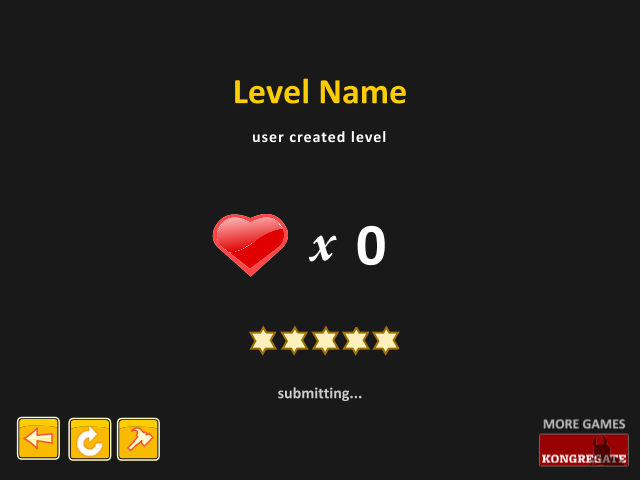 Level Name
user created level
x 0
submitting...
MORE GAMES
KONGREGATE